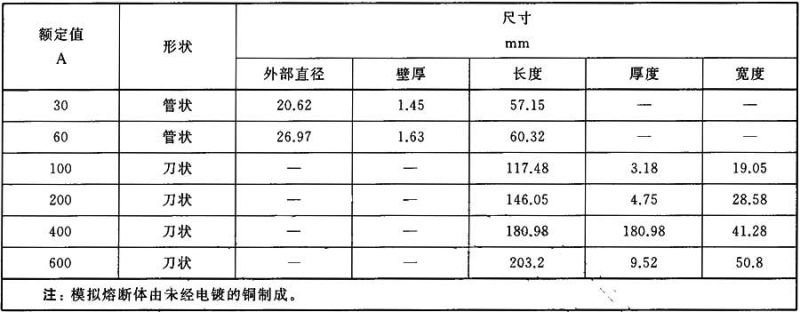 额定值 A 形状 尺寸 mm
外部直径 壁厚 长度 厚度 宽度
30 管状 20.62 1.45 57.15 — —
60 管状 26.97 1.63 60.32 — —
100 刀状 — — 117.48 3.18 19.05
200 刀状 — — 146.05 4.75 28.58
400 刀状 — — 180.98 180.98 41.28
600 刀状 — — 203.2 9.52 50.8
注：模拟熔断体由未经电镀的铜制成。